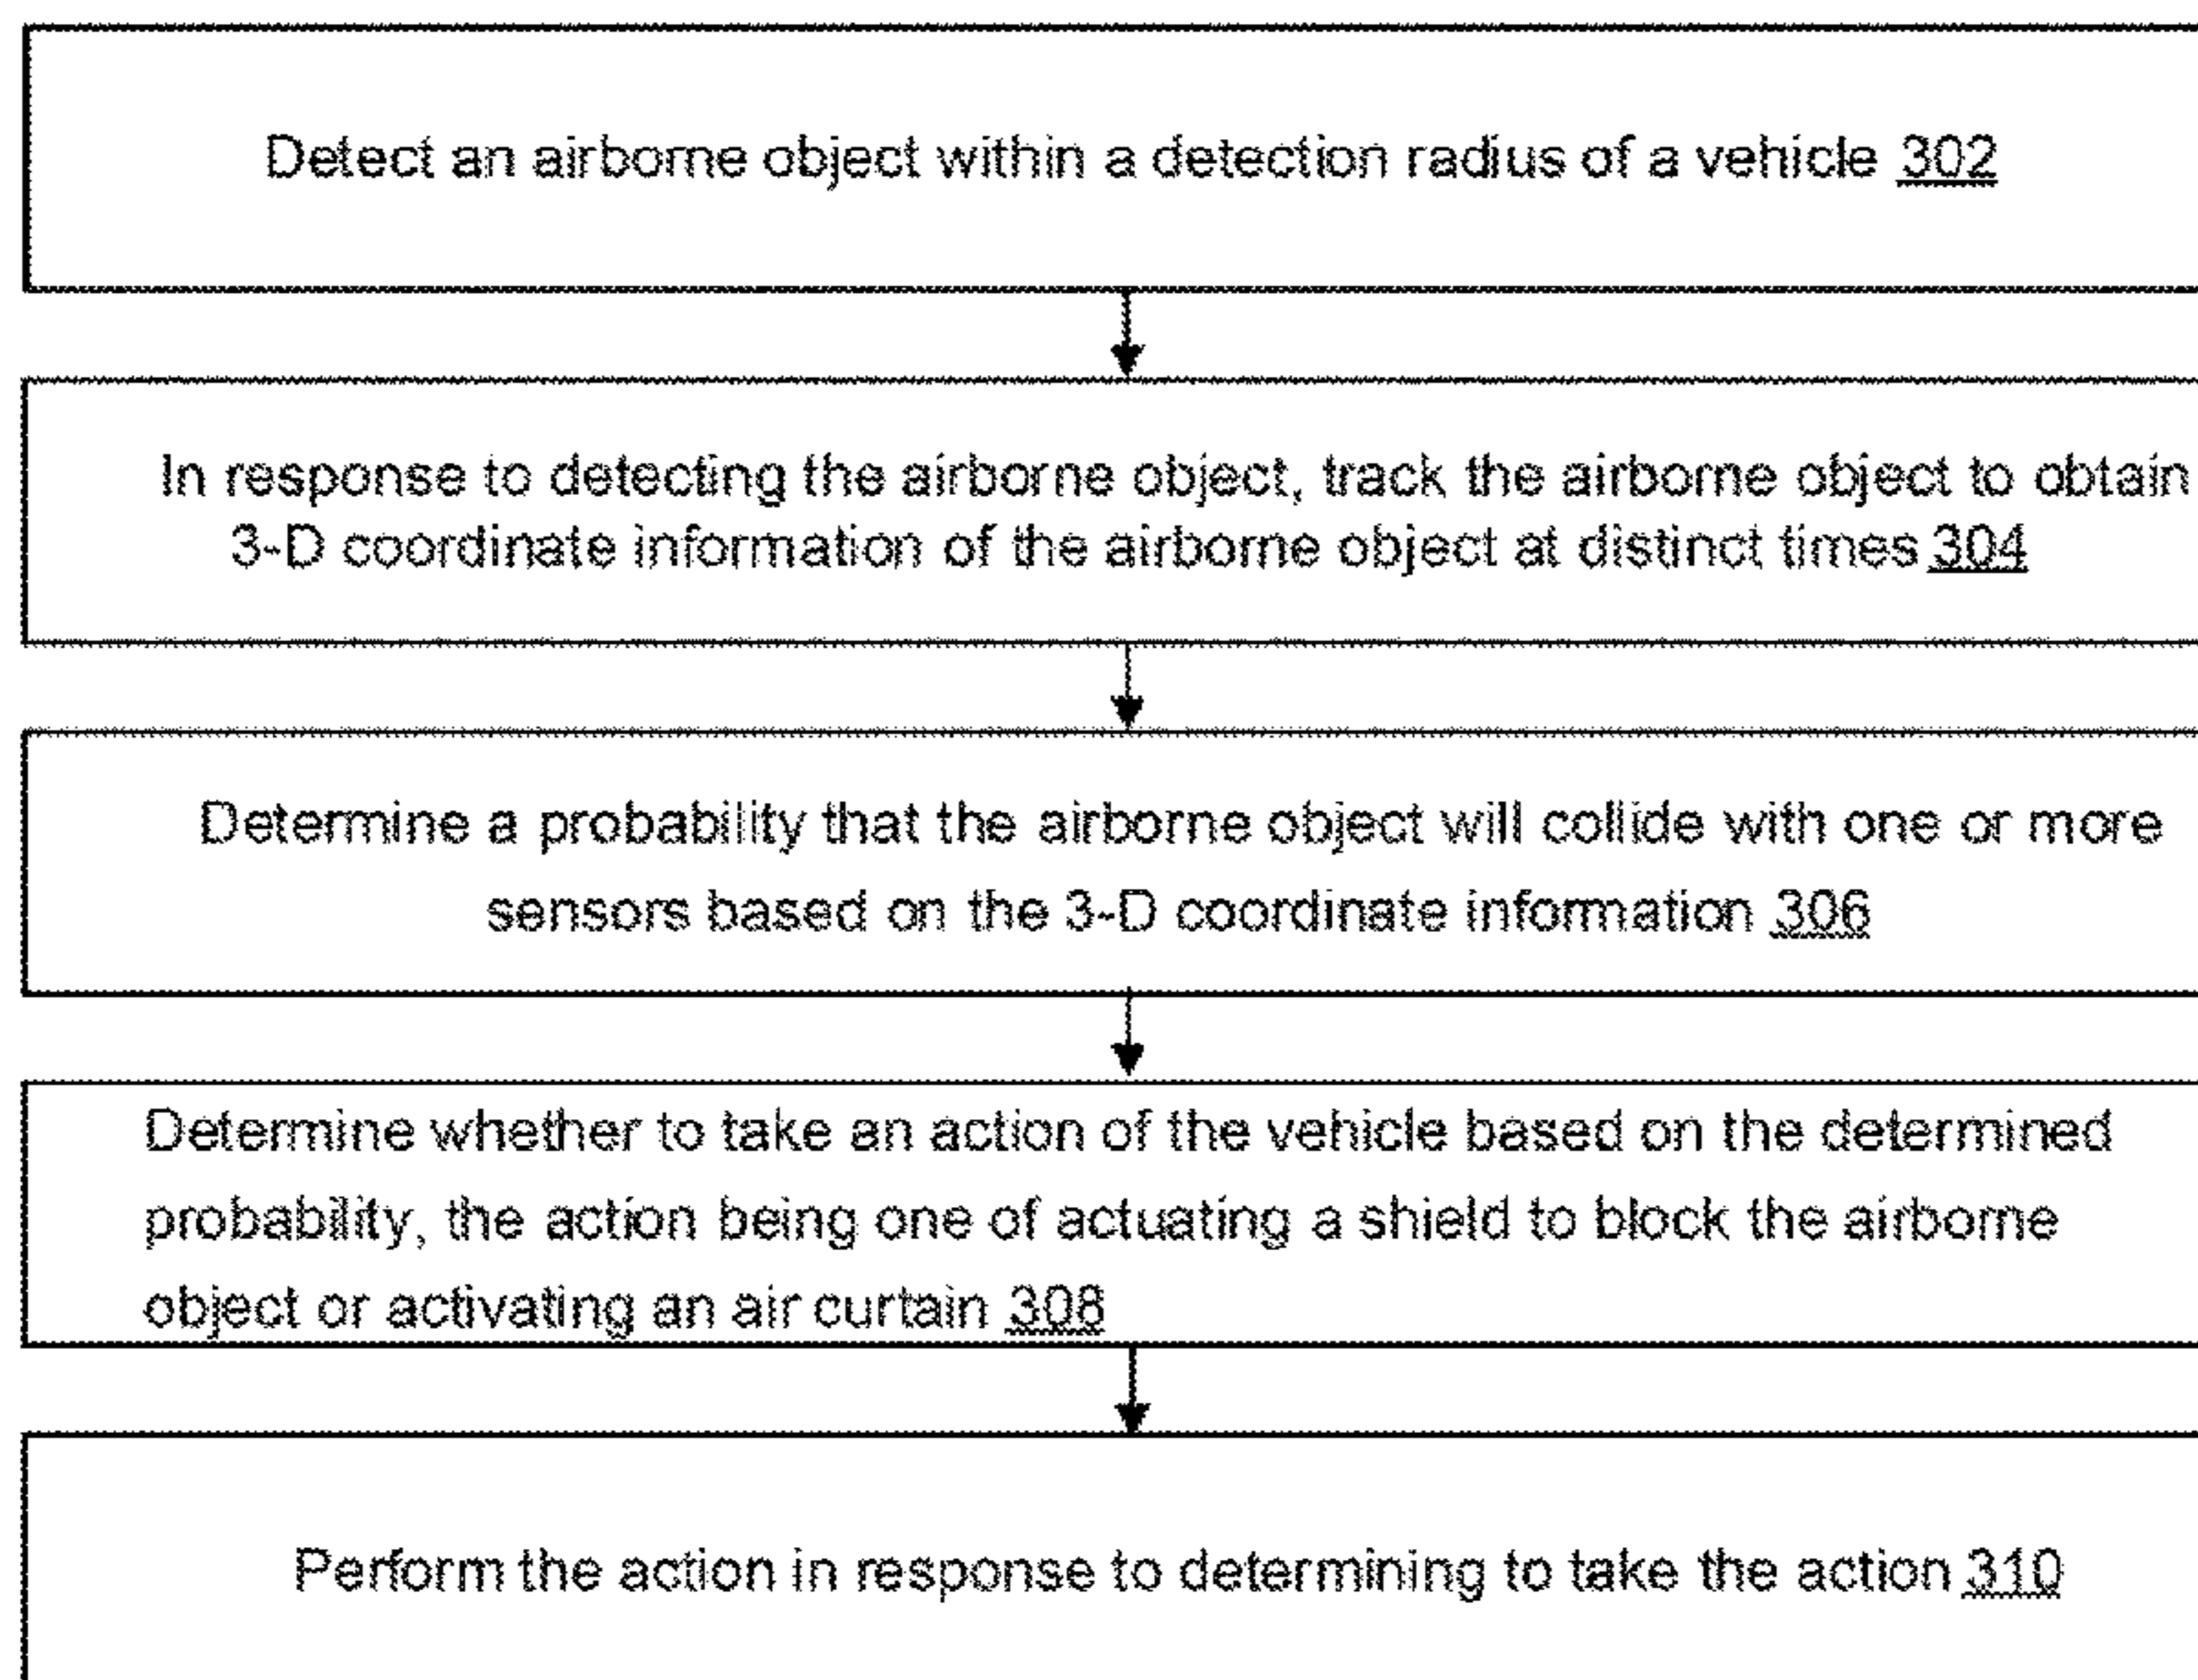 Detect an airborne object within a detection radius of a vehicle 302
In response to detecting the airborne object, track the airborne object to obtain
3-D coordinate information of the airborne object at distinct times 304
Determine a probability that the airborne object will collide with one or more
sensors based on the 3-D coordinate information 306
Determine whether to take an action of the vehicle based on the determined
probability, the action being one of actuating a shield to block the airborne
object or activating an air curtain 308
Perform the action in response to determining to take the action 310